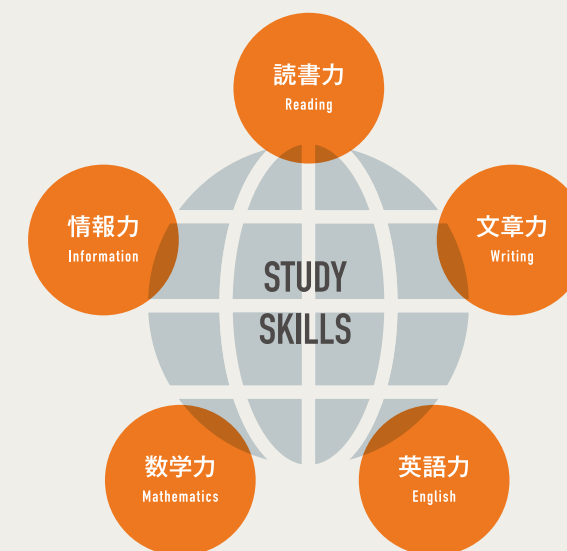 読書力
Reading
情報力
Information
文章力
Writing
STUDY
SKILLS
数学力
Mathematics
英語力
English